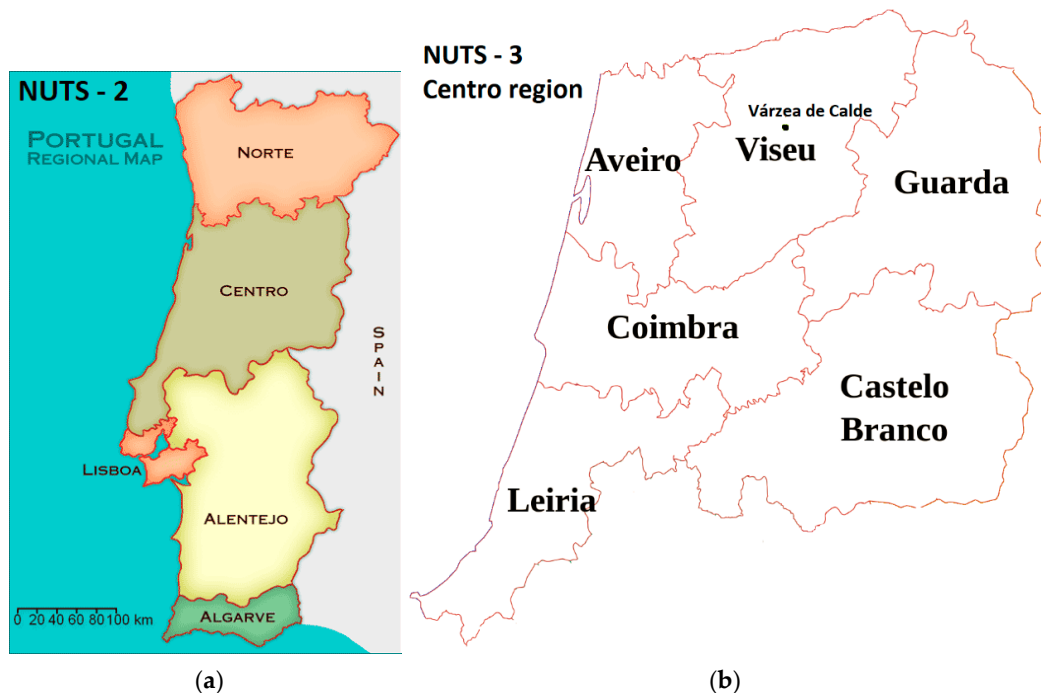 NUTS - 2
PORTUGAL
REGIONAL MAP
NORTE
CENTRO
SPAIN
LISBOA
ALENTEJO
ALGARVE
0 20 40 60 80 100 km
(a)
NUTS - 3
Centro region
Várzea de Calde
Aveiro
Viseu
Guarda
Coimbra
Castelo
Branco
Leiria
(b)